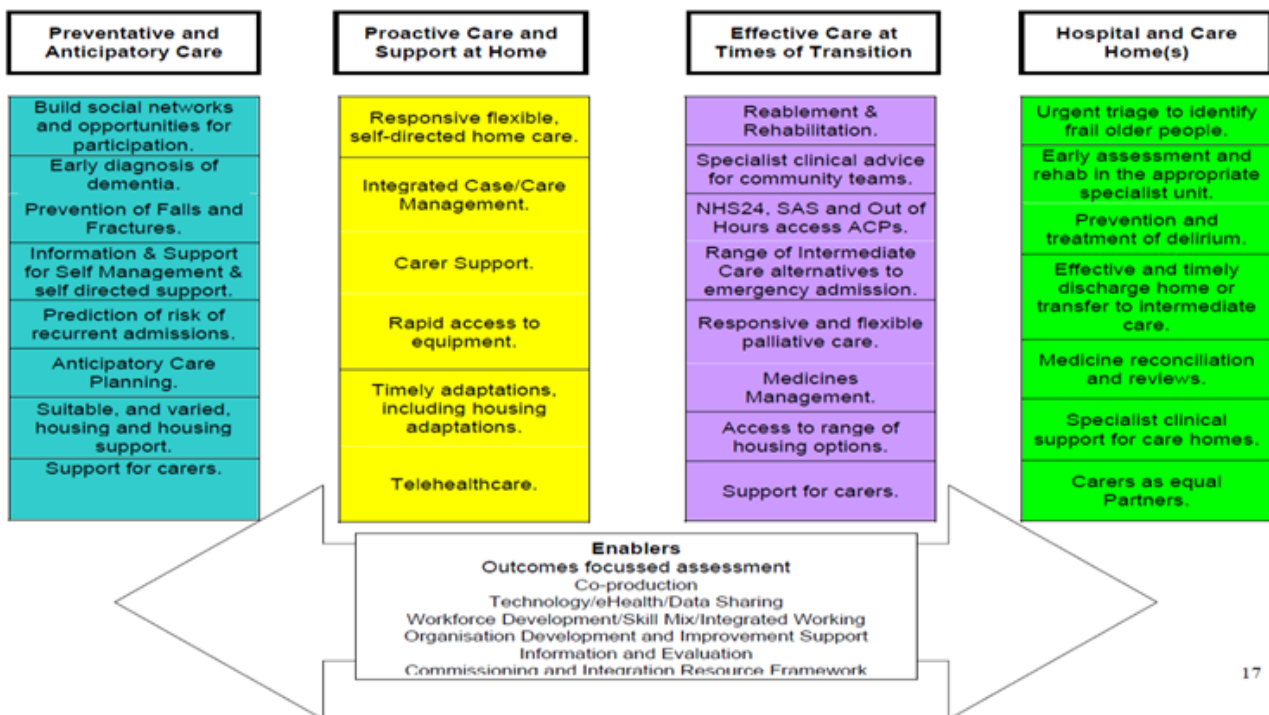 Preventative and
Anticipatory Care
Build social networks
and opportunities for
participation.
Early diagnosis of
dementia.
Prevention of Falls and
Fractures.
Information & Support
for Self Management &
self directed support.
Prediction of risk of
recurrent admissions.
Anticipatory Care
Planning.
Suitable, and varied,
housing and housing
support.
Support for carers.
Proactive Care and
Support at Home
Responsive flexible,
self-directed home care.
Integrated Case/Care
Management.
Carer Support.
Rapid access to
equipment.
Timely adaptations,
including housing
adaptations.
Telehealthcare.
Effective Care at
Times of Transition
Reablement &
Rehabilitation.
Specialist clinical advice
for community teams.
NHS24, SAS and Out of
Hours access ACPs.
Range of Intermediate
Care alternatives to
emergency admission.
Responsive and flexible
palliative care.
Medicines
Management.
Access to range of
housing options.
Support for carers.
Hospital and Care
Home(s)
Urgent triage to identify
frail older people.
Early assessment and
rehab in the appropriate
specialist unit.
Prevention and
treatment of delirium.
Effective and timely
discharge home or
transfer to intermediate
care.
Medicine reconciliation
and reviews.
Specialist clinical
support for care homes.
Carers as equal
Partners.
Enablers
Outcomes focussed assessment
Co-production
Technology/eHealth/Data Sharing
Workforce Development/Skill Mix/Integrated Working
Organisation Development and Improvement Support
Information and Evaluation
Commissioning and Integration Resource Framework
17